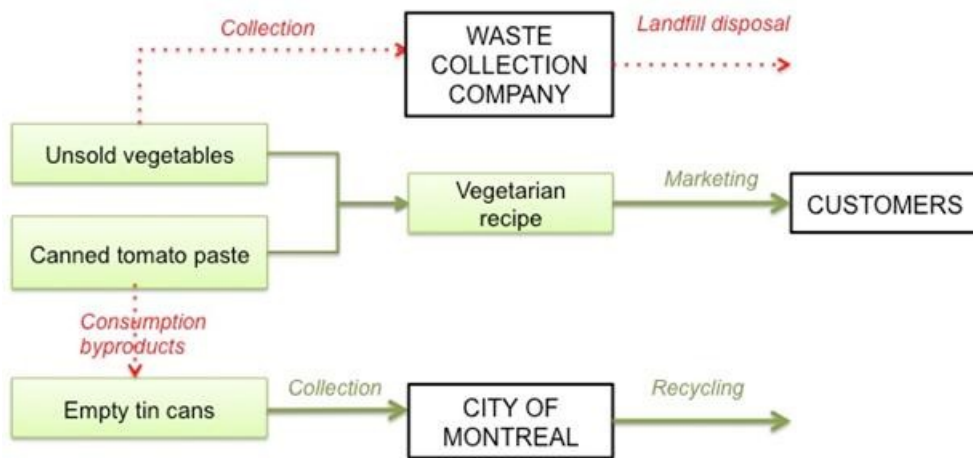 Collection
WASTE
COLLECTION
COMPANY
Landfill disposal
Unsold vegetables
Vegetarian
recipe
Marketing
CUSTOMERS
Canned tomato paste
Consumption
byproducts
Empty tin cans
Collection
CITY OF
MONTREAL
Recycling